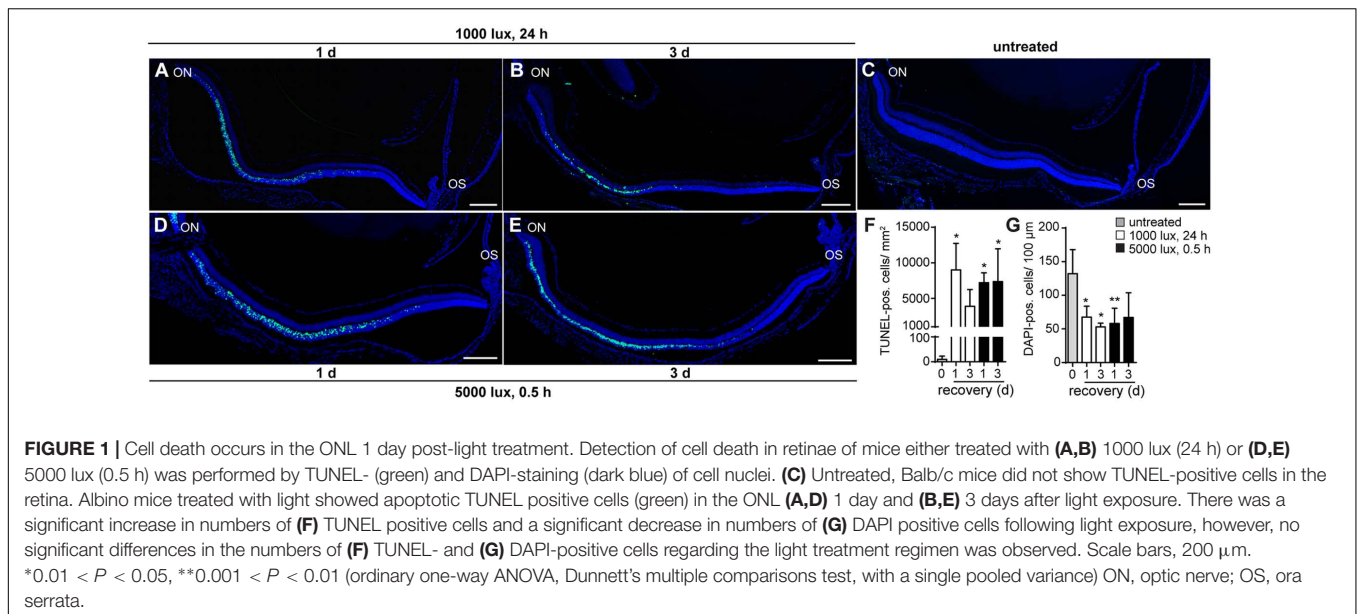 1000 lux, 24 h
1 d
3 d
untreated
A ON
OS
B ON
OS
C ON
OS
D ON
OS
1 d
E ON
OS
3 d
5000 lux, 0.5 h
F
TUNEL-pos. cells/ mm²
15000
10000
5000
1000
100
0
*
* *
0 1 3 1 3
recovery (d)
G
DAPI-pos. cells/ 100 µm
200
150
100
50
0
*
*
**
0 1 3 1 3
recovery (d)
untreated
1000 lux, 24 h
5000 lux, 0.5 h
FIGURE 1 | Cell death occurs in the ONL 1 day post-light treatment. Detection of cell death in retinae of mice either treated with (A,B) 1000 lux (24 h) or (D,E)
5000 lux (0.5 h) was performed by TUNEL- (green) and DAPI-staining (dark blue) of cell nuclei. (C) Untreated, Balb/c mice did not show TUNEL-positive cells in the
retina. Albino mice treated with light showed apoptotic TUNEL positive cells (green) in the ONL (A,D) 1 day and (B,E) 3 days after light exposure. There was a
significant increase in numbers of (F) TUNEL positive cells and a significant decrease in numbers of (G) DAPI positive cells following light exposure, however, no
significant differences in the numbers of (F) TUNEL- and (G) DAPI-positive cells regarding the light treatment regimen was observed. Scale bars, 200 µm.
*0.01 < P < 0.05, **0.001 < P < 0.01 (ordinary one-way ANOVA, Dunnett's multiple comparisons test, with a single pooled variance) ON, optic nerve; OS, ora
serrata.